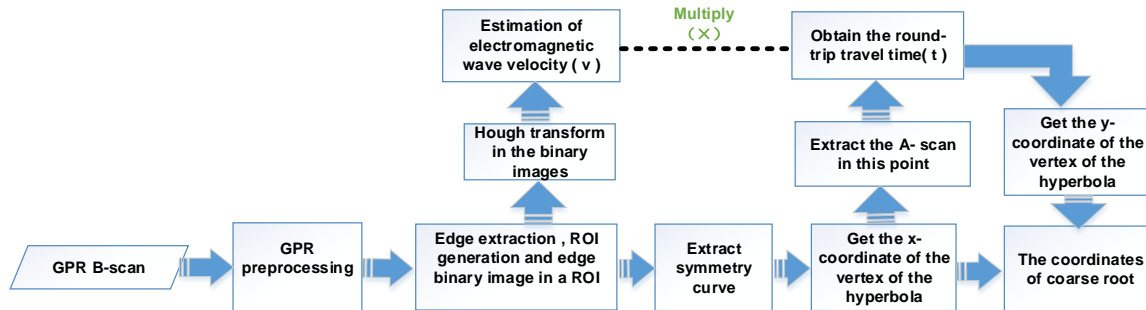 Estimation of
electromagnetic
wave velocity ( v )
Multiply
(×)
Obtain the round-
trip travel time( t )
Hough transform
in the binary
images
Extract the A- scan
in this point
Get the y-
coordinate of the
vertex of the
hyperbola
GPR B-scan
GPR
preprocessing
Edge extraction , ROI
generation and edge
binary image in a ROI
Extract
symmetry
curve
Get the x-
coordinate of the
vertex of the
hyperbola
The coordinates
of coarse root